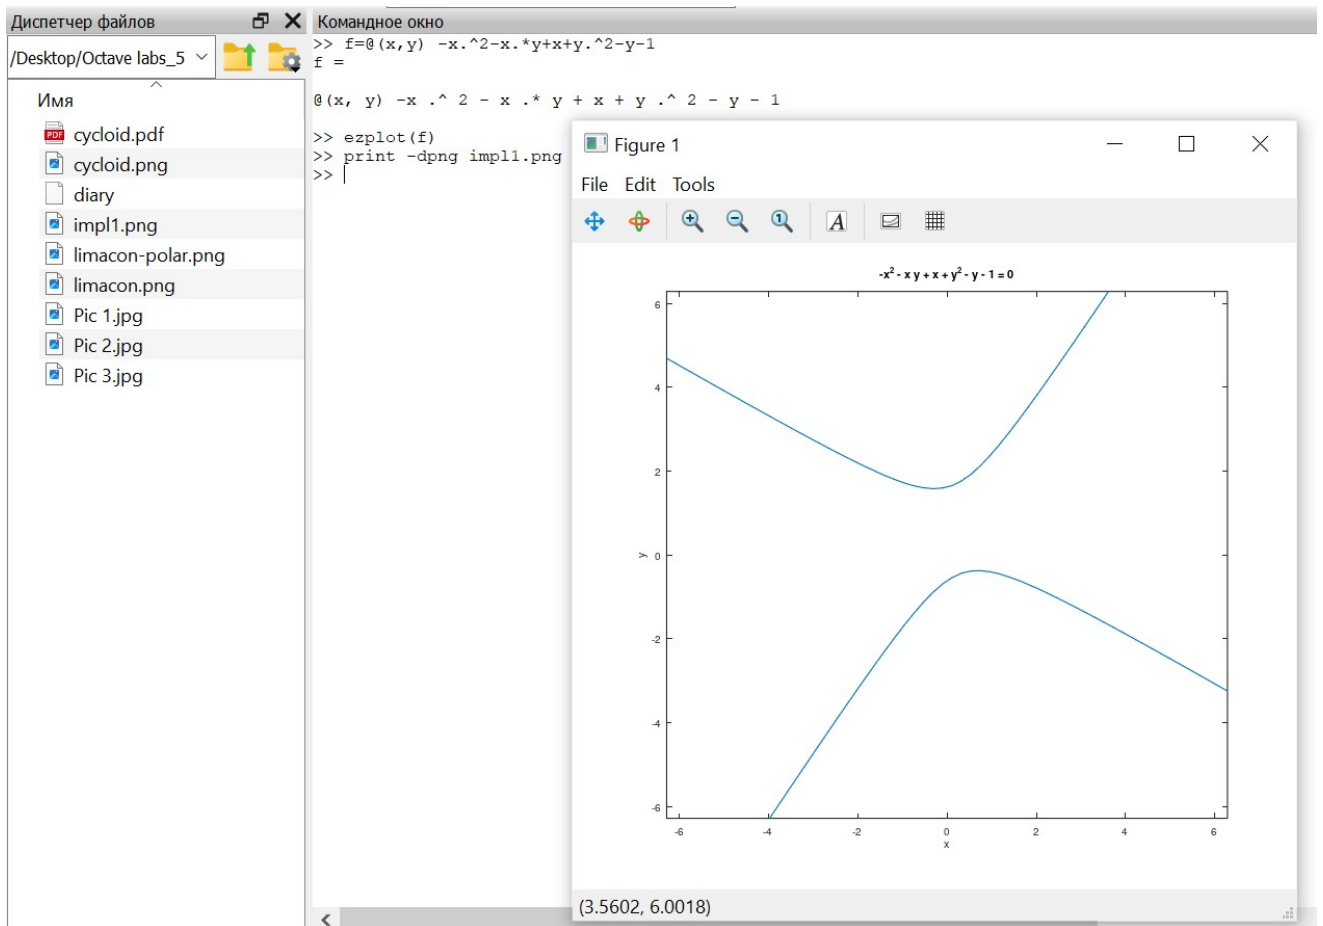 Диспетчер файлов
/Desktop/Octave labs_5
Имя
cycloid.pdf
cycloid.png
diary
impl1.png
limacon-polar.png
limacon.png
Pic 1.jpg
Pic 2.jpg
Pic 3.jpg
Командное окно
>> f=@(x,y) -x.^2-x.*y+x+y.^2-y-1
f =
@(x, y) -x .^ 2 - x .* y + x + y .^ 2 - y - 1
>> ezplot(f)
>> print -dpng impl1.png
>>
Figure 1
File Edit Tools
-x² - x y + x + y² - y - 1 = 0
6
4
2
y 0
-2
-4
-6
-6 -4 -2 0 2 4 6
x
(3.5602, 6.0018)